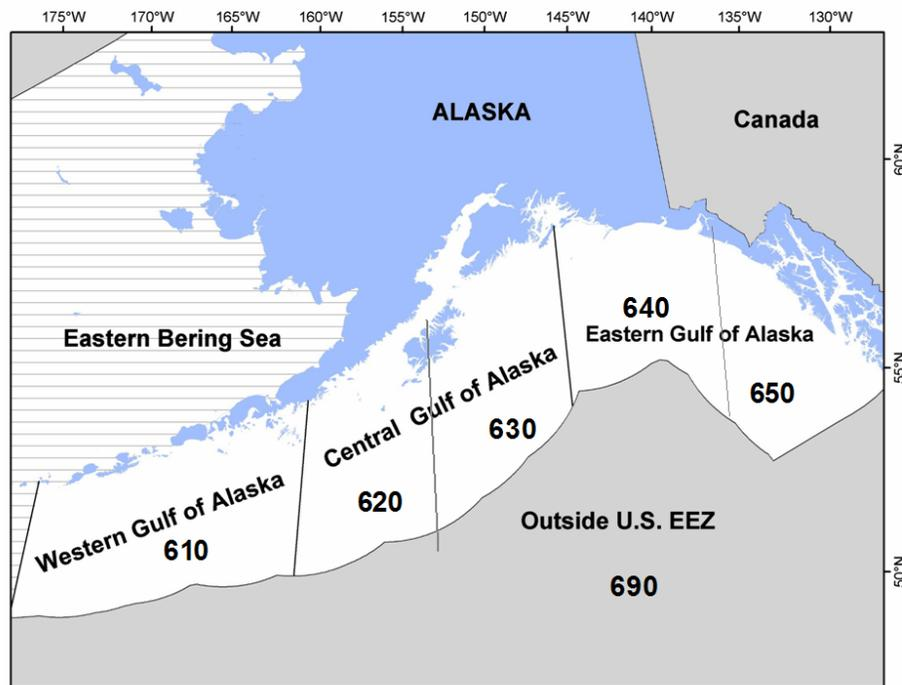 175°W 170°W 165°W 160°W 155°W 150°W 145°W 140°W 135°W 130°W
ALASKA
Canada
60°N
640
Eastern Bering Sea
Eastern Gulf of Alaska
55°N
Central Gulf of Alaska
650
630
Western Gulf of Alaska
620
610
Outside U.S. EEZ
50°N
690